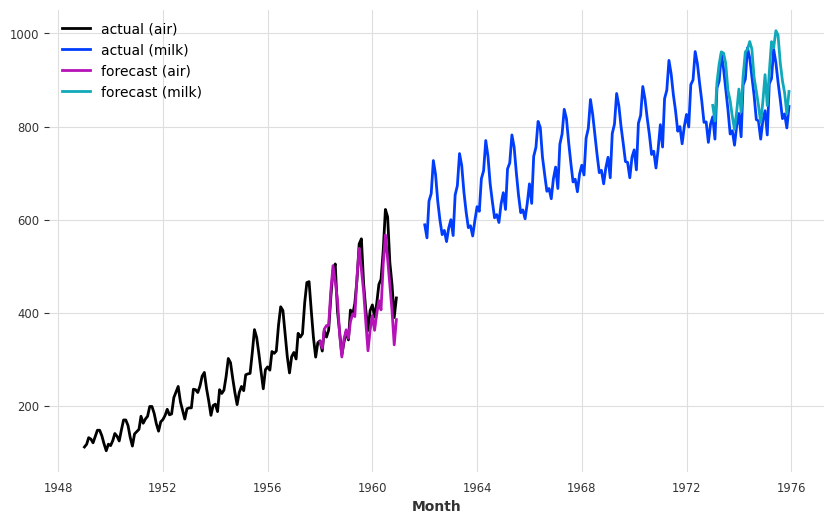 actual (air)
actual (milk)
forecast (air)
forecast (milk)
1000
800
600
400
200
1948 1952 1956 1960 1964 1968 1972 1976
Month